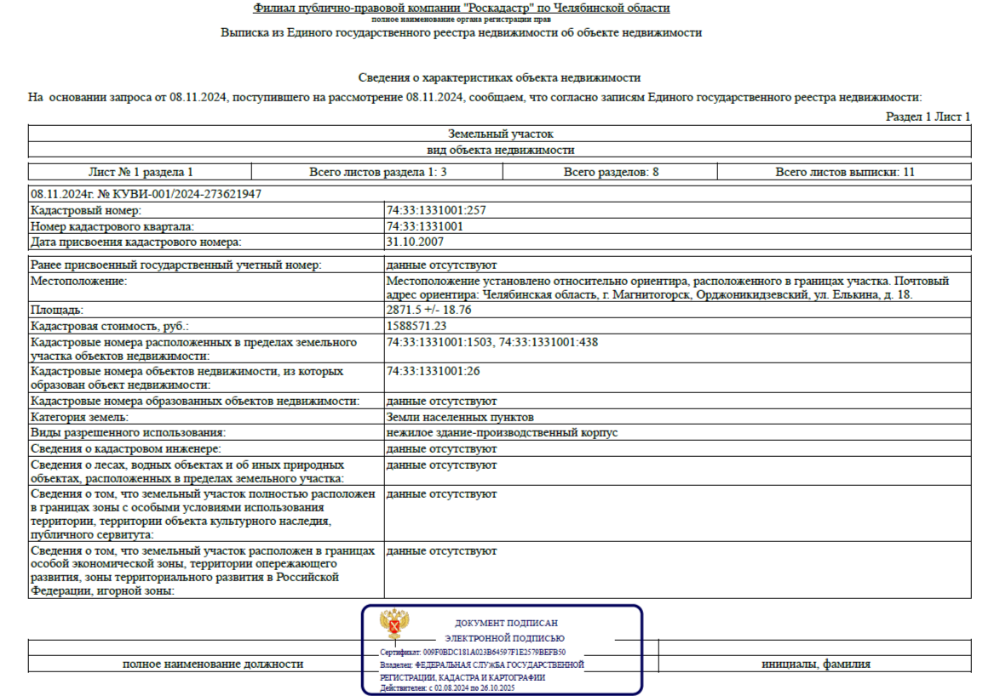 Филиал публично-правовой компании "Роскадастр" по Челябинской области
полное наименование органа регистрации прав
Выписка из Единого государственного реестра недвижимости об объекте недвижимости
Сведения о характеристиках объекта недвижимости
На основании запроса от 08.11.2024, поступившего на рассмотрение 08.11.2024, сообщаем, что согласно записям Единого государственного реестра недвижимости:
Раздел 1 Лист 1
Земельный участок
вид объекта недвижимости
Лист № 1 раздела 1 Всего листов раздела 1: 3 Всего разделов: 8 Всего листов выписки: 11
08.11.2024г. № КУВИ-001/2024-273621947
Кадастровый номер: 74:33:1331001:257
Номер кадастрового квартала: 74:33:1331001
Дата присвоения кадастрового номера: 31.10.2007
Ранее присвоенный государственный учетный номер: данные отсутствуют
Местоположение: Местоположение установлено относительно ориентира, расположенного в границах участка. Почтовый
адрес ориентира: Челябинская область, г. Магнитогорск, Орджоникидзевский, ул. Елькина, д. 18.
Площадь: 2871.5 +/- 18.76
Кадастровая стоимость, руб.: 1588571.23
Кадастровые номера расположенных в пределах земельного 74:33:1331001:1503, 74:33:1331001:438
участка объектов недвижимости:
Кадастровые номера объектов недвижимости, из которых 74:33:1331001:26
образован объект недвижимости:
Кадастровые номера образованных объектов недвижимости: данные отсутствуют
Категория земель: Земли населенных пунктов
Виды разрешенного использования: нежилое здание-производственный корпус
Сведения о кадастровом инженере: данные отсутствуют
Сведения о лесах, водных объектах и об иных природных данные отсутствуют
объектах, расположенных в пределах земельного участка:
Сведения о том, что земельный участок полностью расположен данные отсутствуют
в границах зоны с особыми условиями использования
территории, территории объекта культурного наследия,
публичного сервитута:
Сведения о том, что земельный участок расположен в границах данные отсутствуют
особой экономической зоны, территории опережающего
развития, зоны территориального развития в Российской
Федерации, игорной зоны:
ДОКУМЕНТ ПОДПИСАН
ЭЛЕКТРОННОЙ ПОДПИСЬЮ
Сертификат: 009F0BDC181A023B64597F1E2579BEFB50
Владелец: ФЕДЕРАЛЬНАЯ СЛУЖБА ГОСУДАРСТВЕННОЙ
РЕГИСТРАЦИИ, КАДАСТРА И КАРТОГРАФИИ
Действителен: с 02.08.2024 по 26.10.2025
полное наименование должности инициалы, фамилия